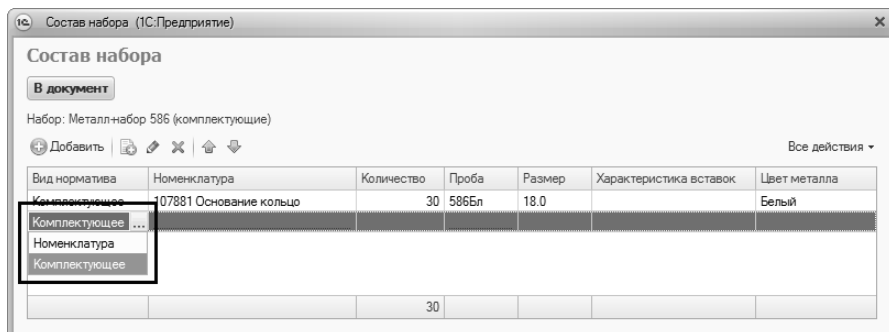 1С Состав набора (1С:Предприятие)
Состав набора
В документ
Набор: Металл-набор 586 (комплектующие)
Добавить Все действия
Вид норматива Номенклатура Количество Проба Размер Характеристика вставок Цвет металла
Комплектующее 107881 Основание кольцо 30 586Бл 18.0 Белый
Комплектующее ...
Номенклатура
Комплектующее
30